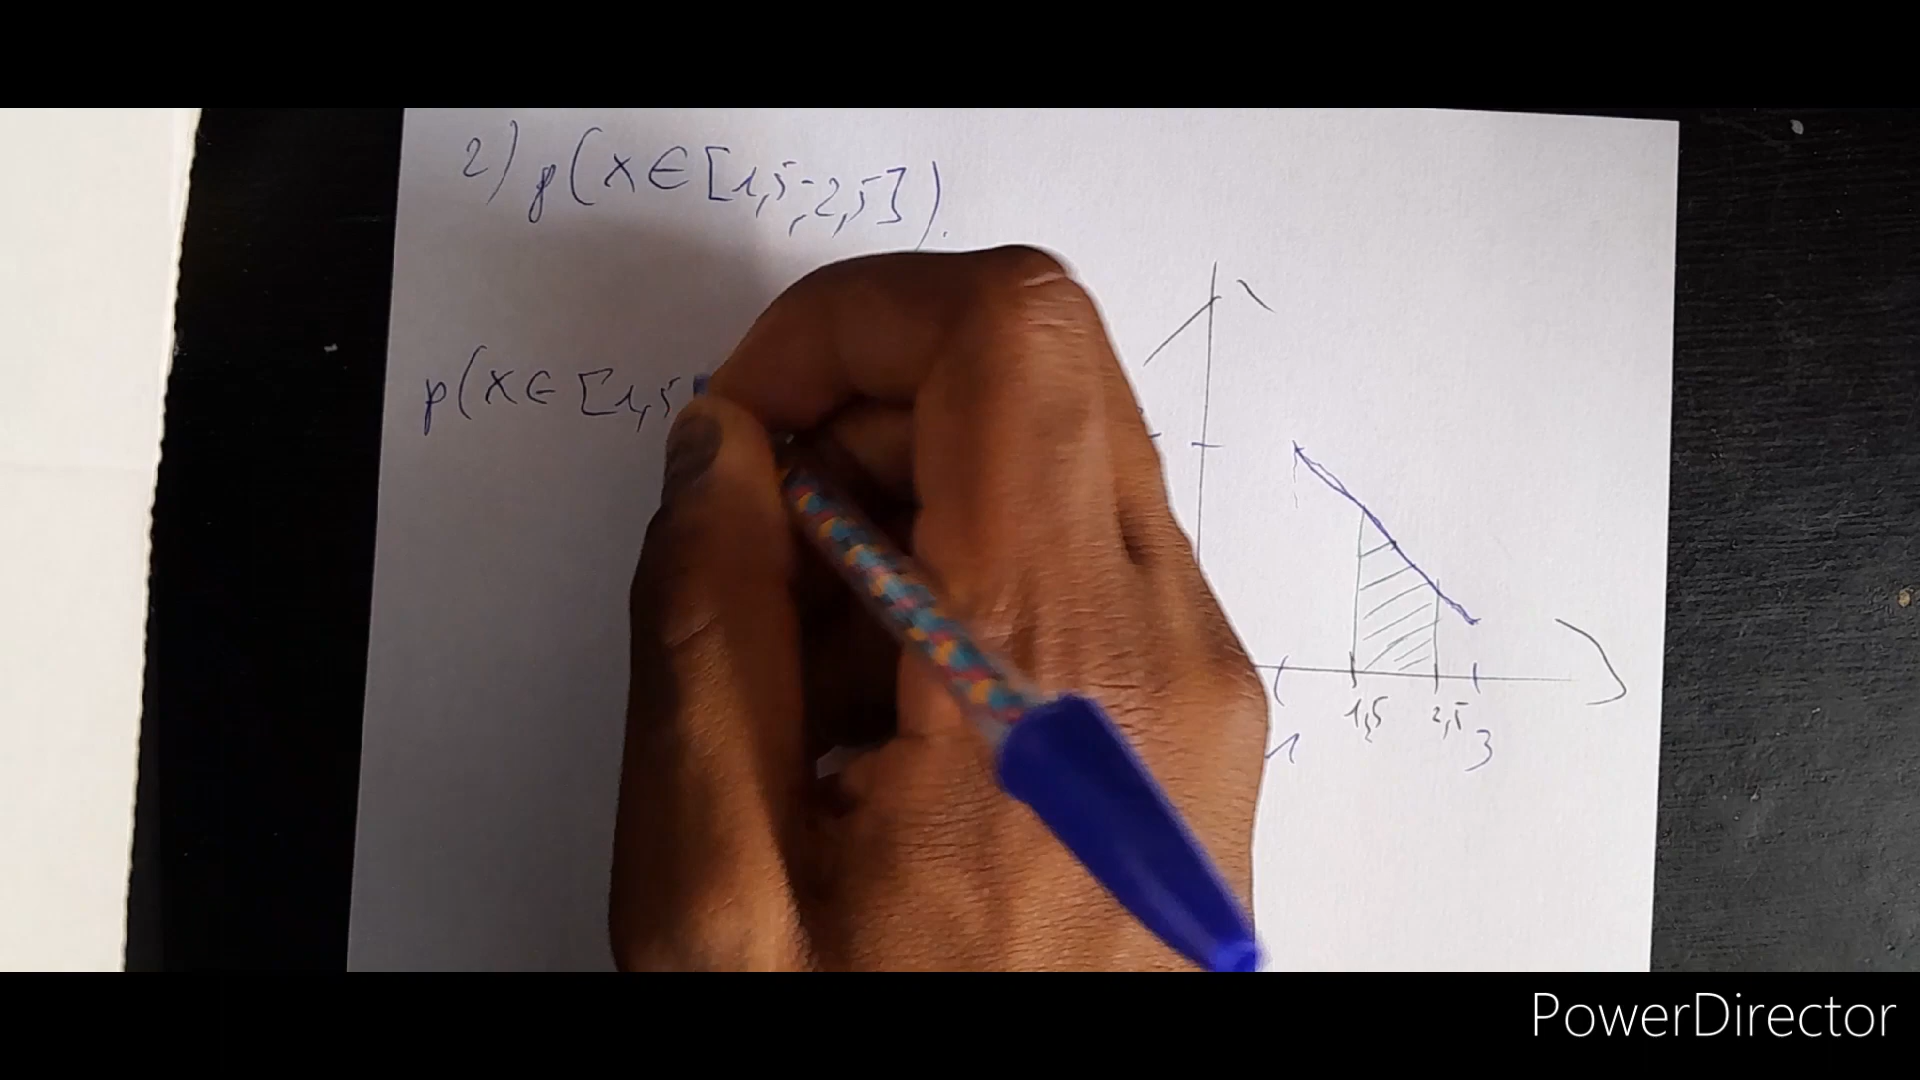 2) p(x ∈ [1,5;2,5]).
p(x ∈ [1,5
1,5 2,5
1 3
PowerDirector